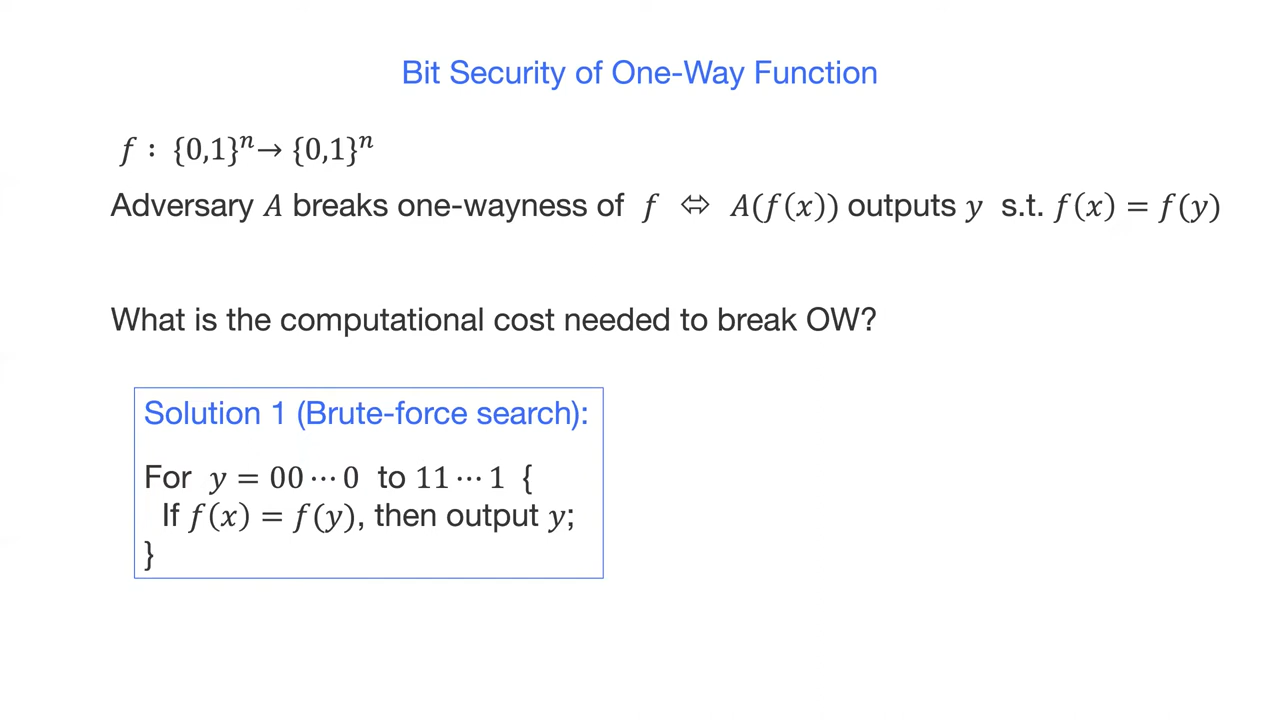 Bit Security of One-Way Function
f : {0,1}ⁿ→ {0,1}ⁿ
Adversary A breaks one-wayness of f ⇔ A(f(x)) outputs y s.t. f(x) = f(y)
What is the computational cost needed to break OW?
Solution 1 (Brute-force search):
For y = 00 ⋯ 0 to 11 ⋯ 1 {
If f(x) = f(y), then output y;
}